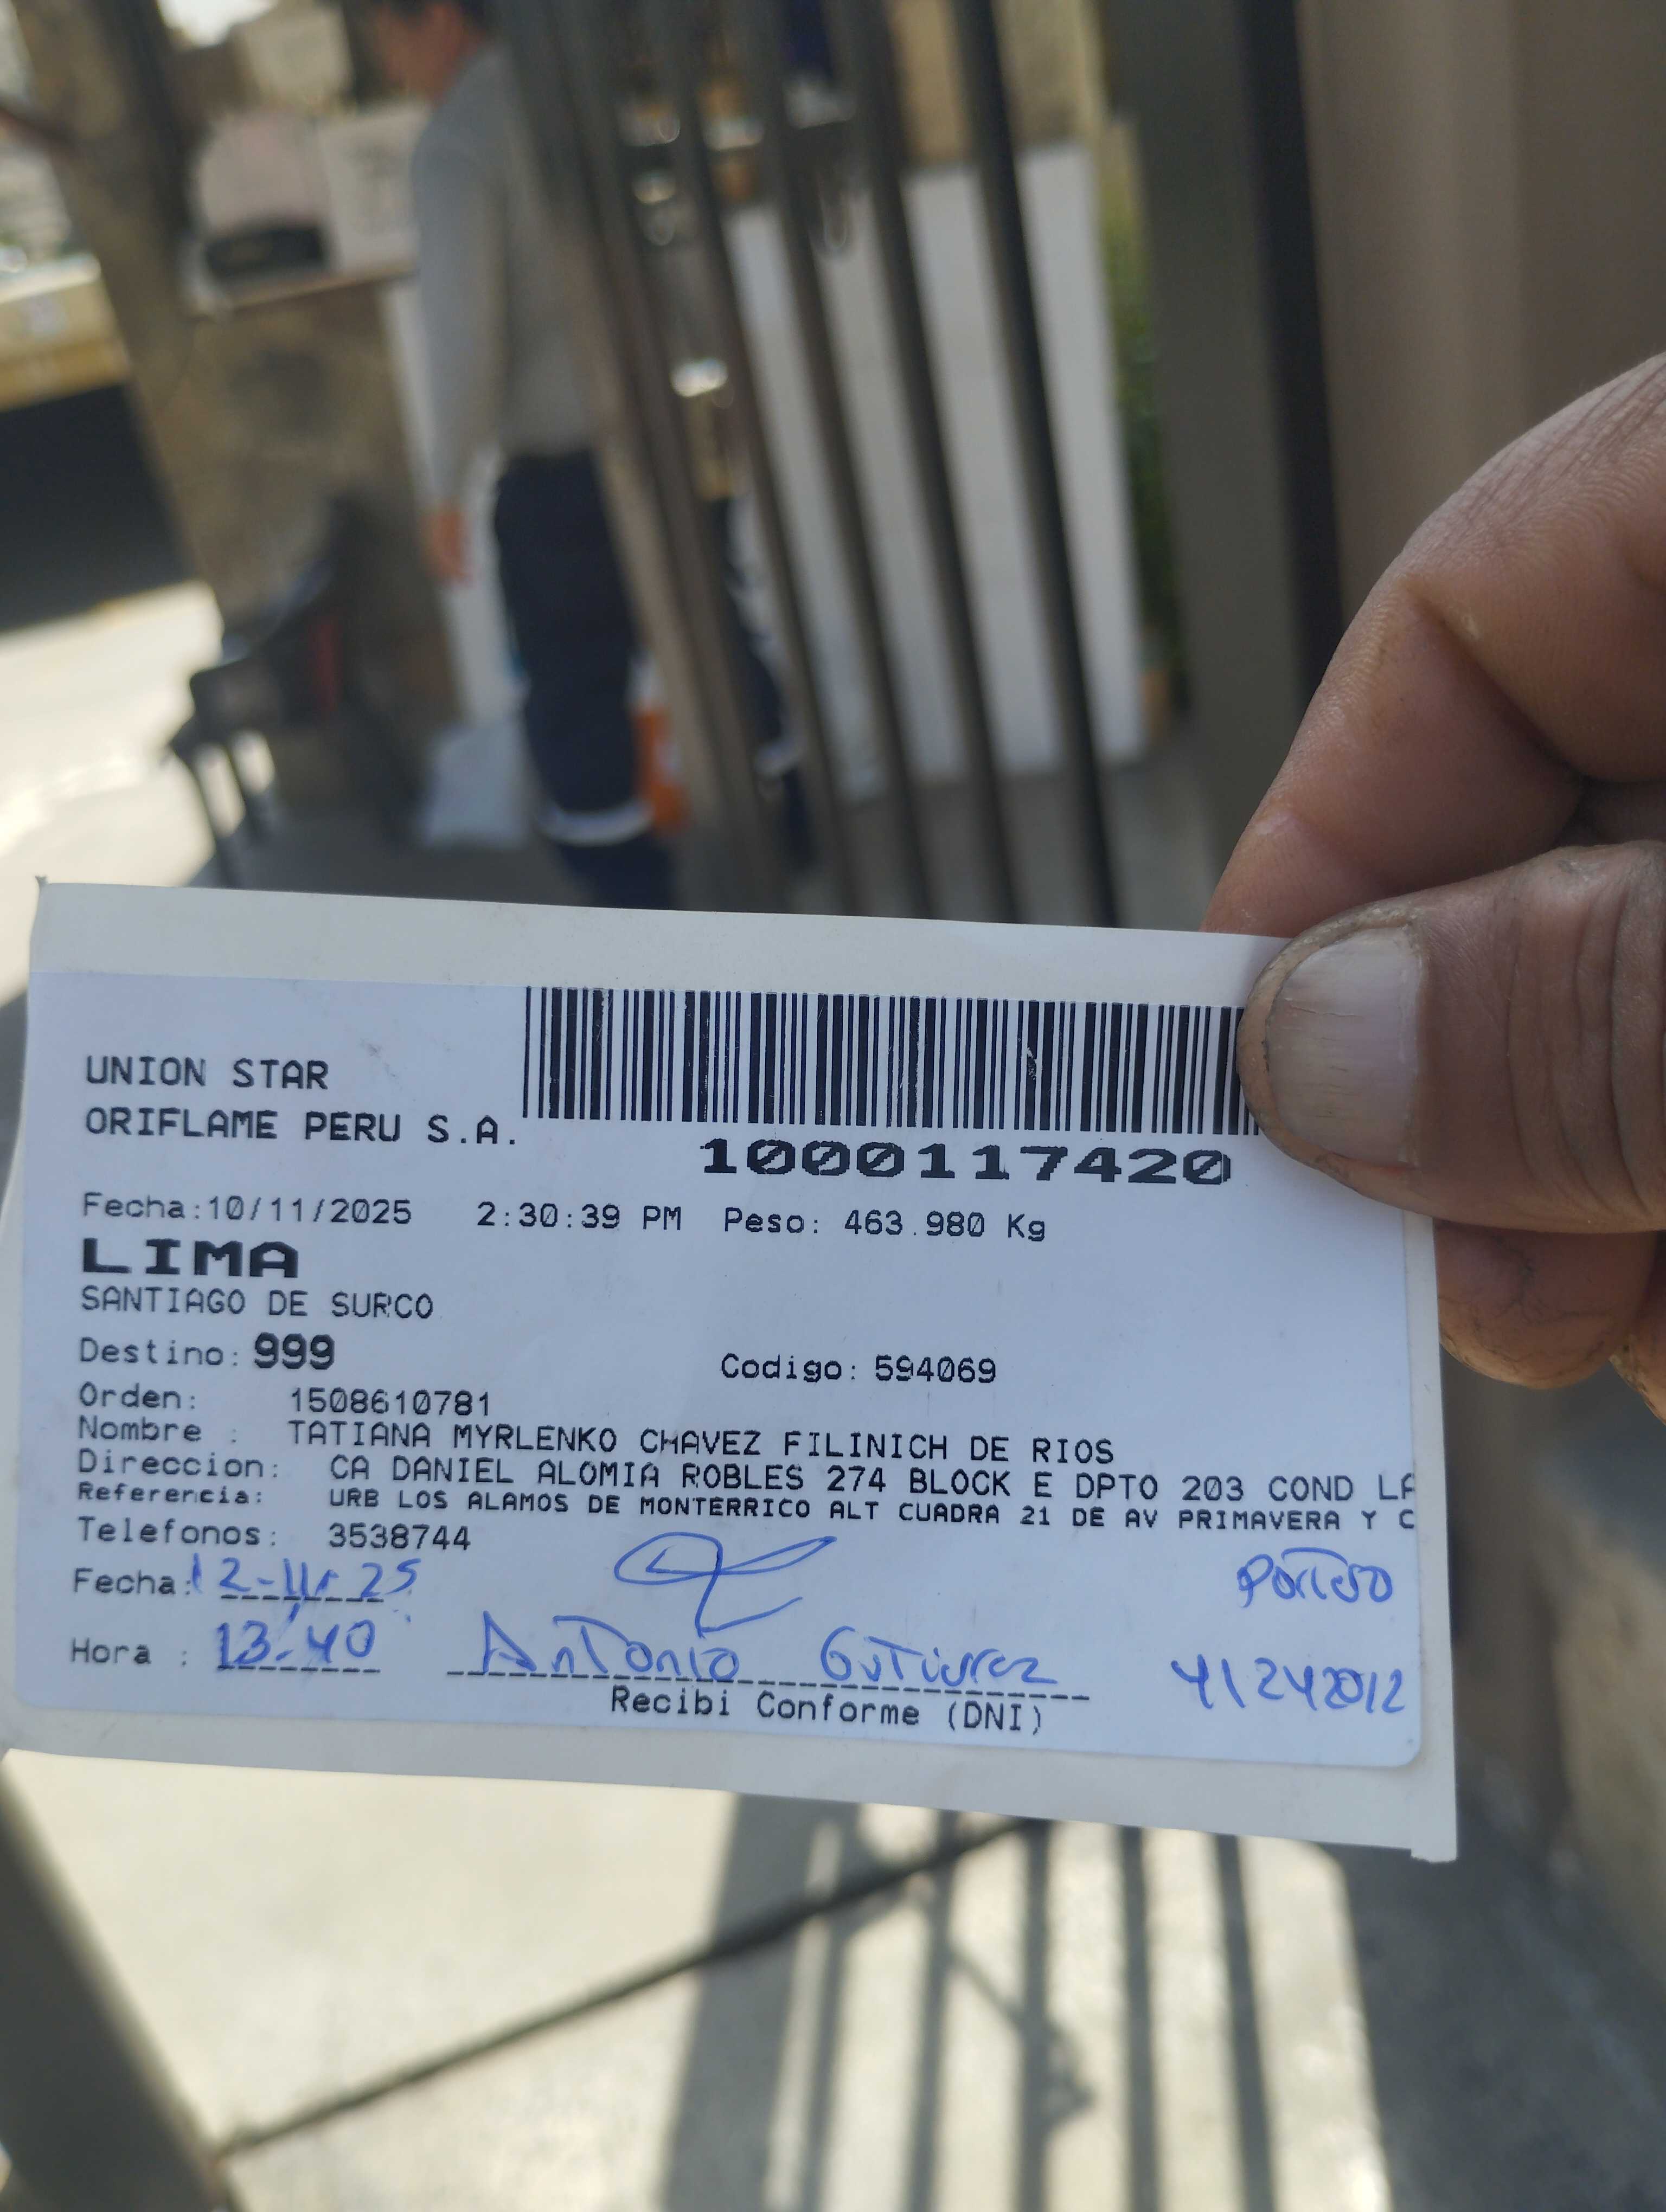 UNION STAR
ORIFLAME PERU S.A.
1000117420
Fecha:10/11/2025 2:30:39 PM Peso: 463.980 Kg
LIMA
SANTIAGO DE SURCO
Destino: 999 Codigo: 594069
Orden: 1508610781
Nombre : TATIANA MYRLENKO CHAVEZ FILINICH DE RIOS
Direccion: CA DANIEL ALOMIA ROBLES 274 BLOCK E DPTO 203 COND
Referencia: URB LOS ALAMOS DE MONTERRICO ALT CUADRA 21 DE AV PRIMAVERA Y C
Telefonos: 3538744
Fecha: 12-11-25 Portero
Hora : 13:40 Antonio Gutierrez 41242012
Recibi Conforme (DNI)